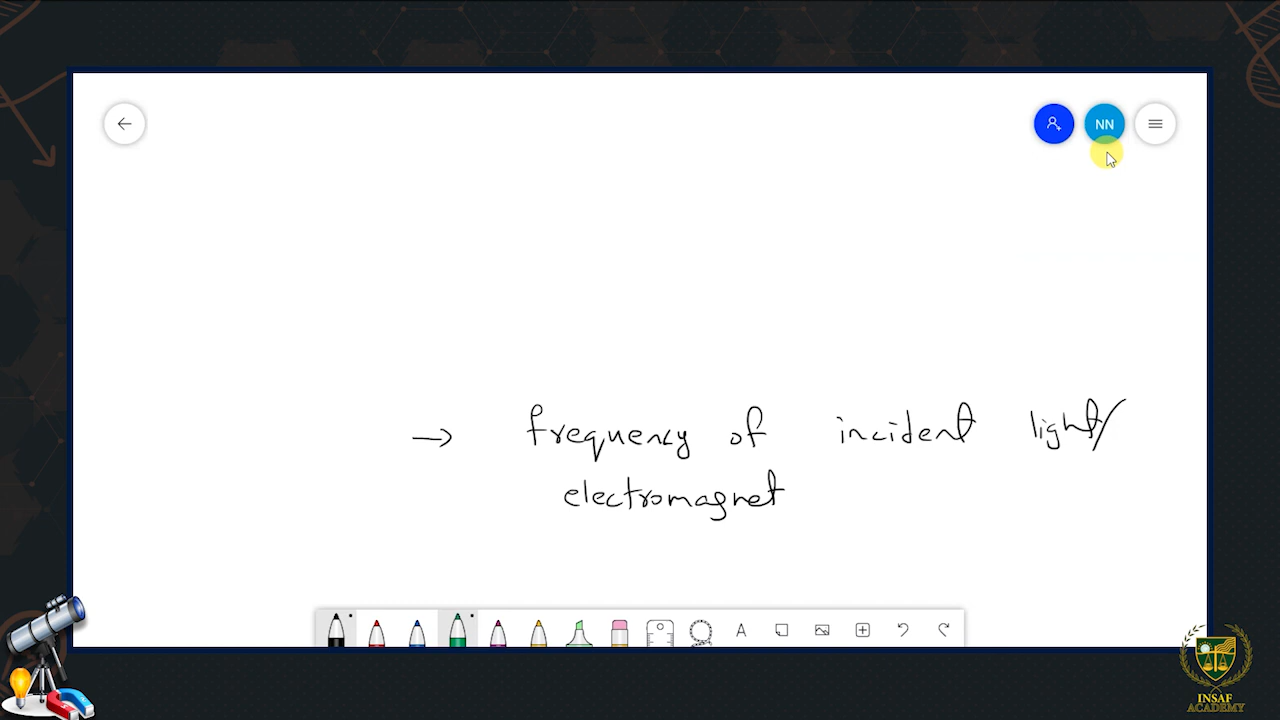 NN
→ frequency of incident light/
electromagnet
A
INSAF
ACADEMY